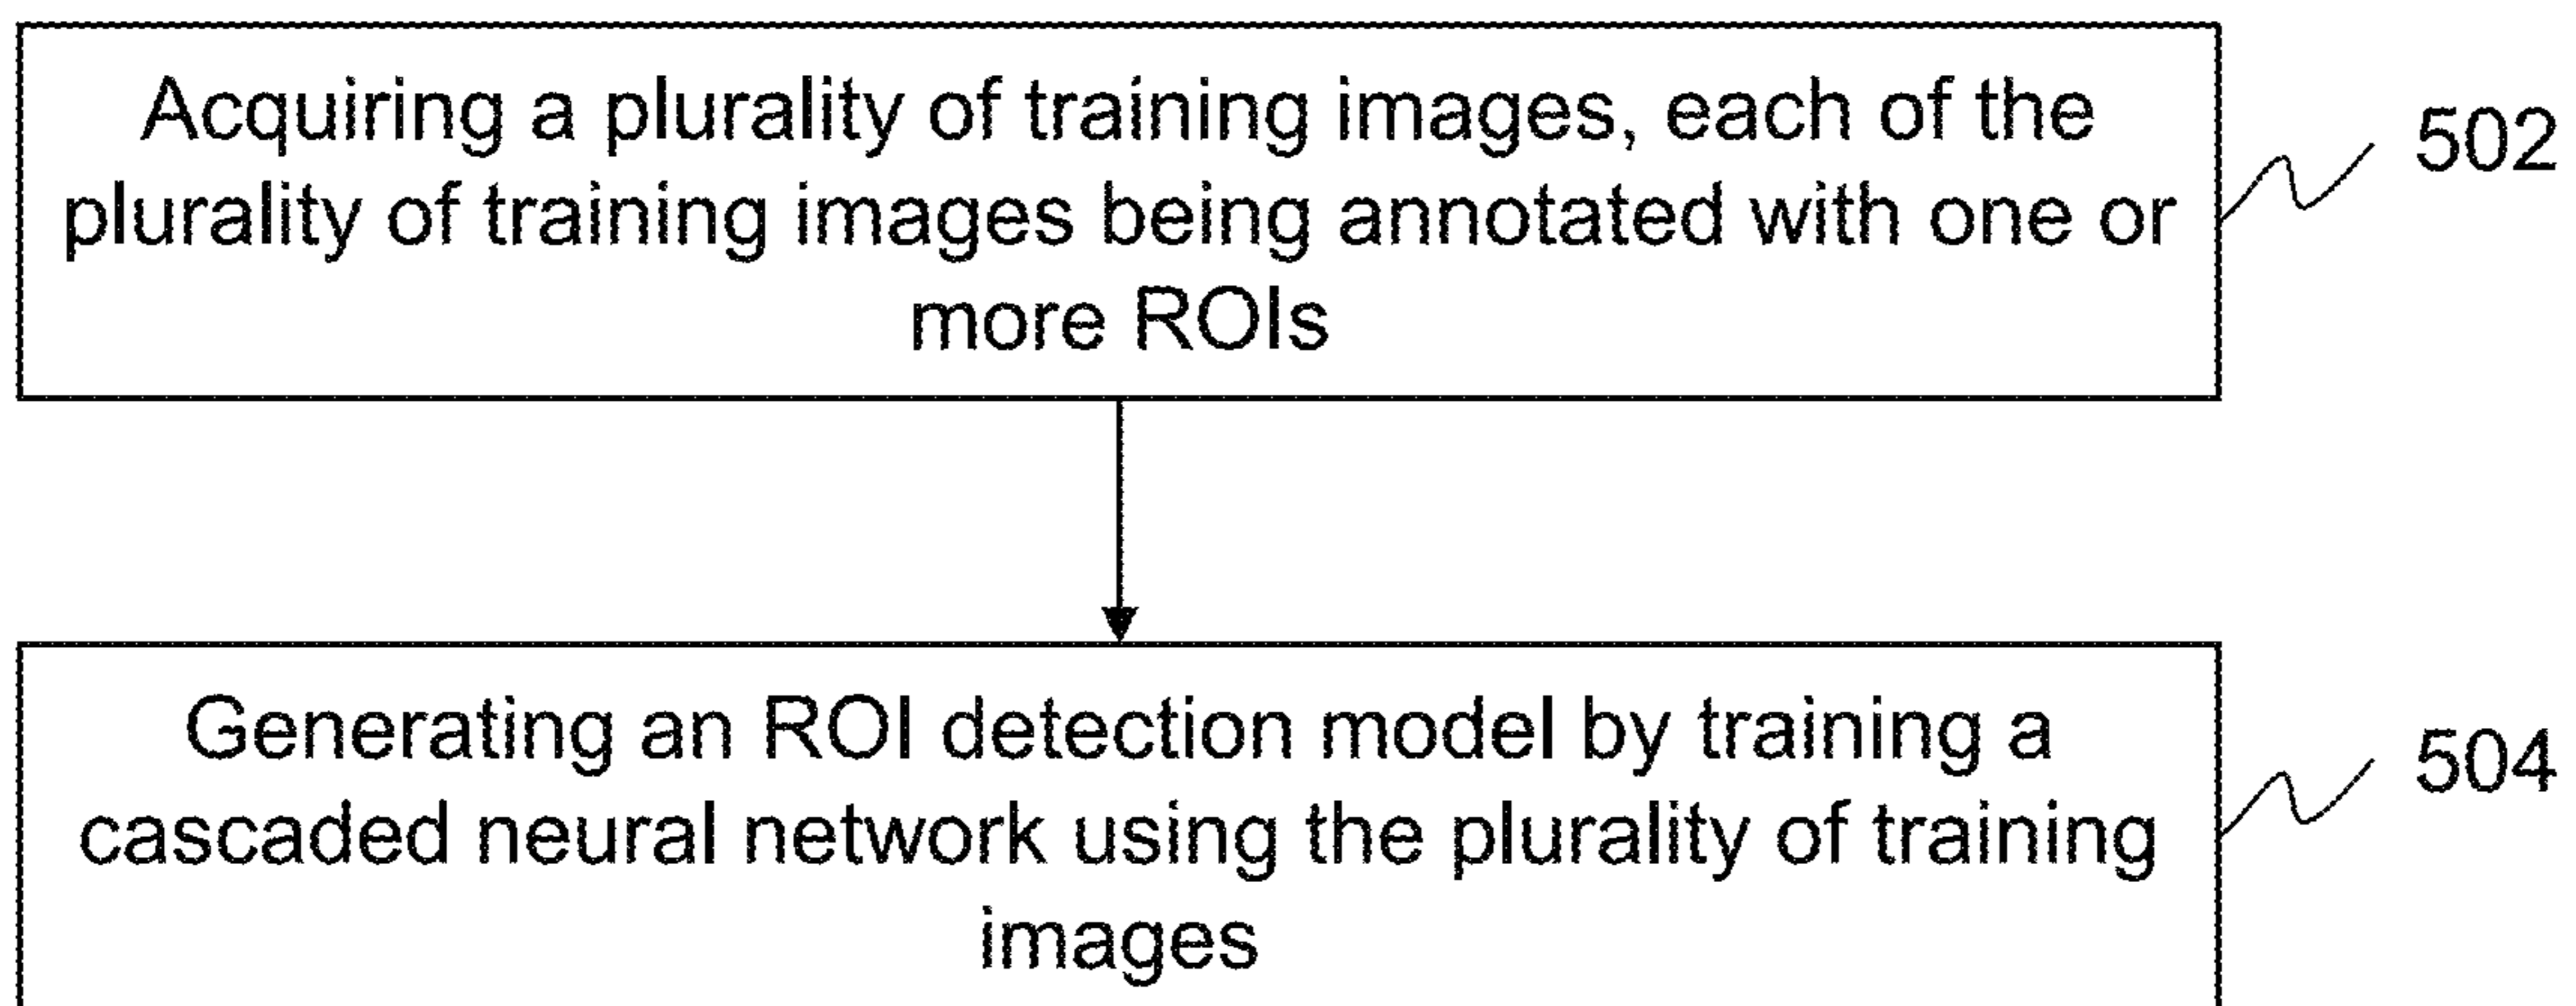 Acquiring a plurality of training images, each of the
plurality of training images being annotated with one or
more ROIs
502
Generating an ROI detection model by training a
cascaded neural network using the plurality of training
images
504